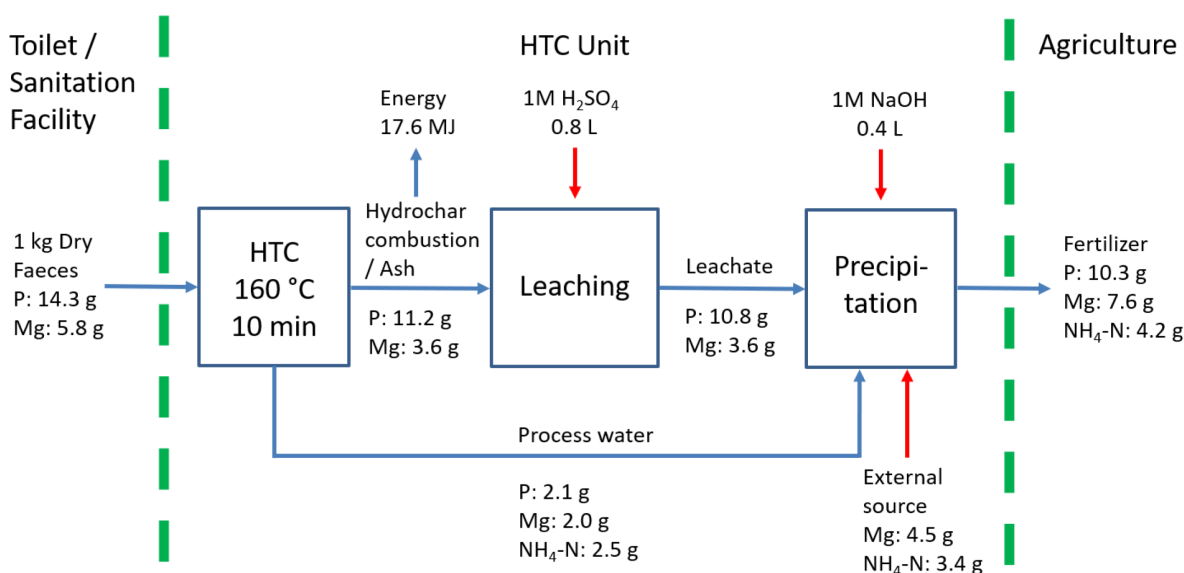 Toilet /
Sanitation
Facility
HTC Unit
Agriculture
Energy
17.6 MJ
1M H₂SO₄
0.8 L
1M NaOH
0.4 L
1 kg Dry
Faeces
P: 14.3 g
Mg: 5.8 g
HTC
160 °C
10 min
Hydrochar
combustion
/ Ash
P: 11.2 g
Mg: 3.6 g
Leaching
Leachate
P: 10.8 g
Mg: 3.6 g
Precipi-
tation
Fertilizer
P: 10.3 g
Mg: 7.6 g
NH₄-N: 4.2 g
Process water
P: 2.1 g
Mg: 2.0 g
NH₄-N: 2.5 g
External
source
Mg: 4.5 g
NH₄-N: 3.4 g